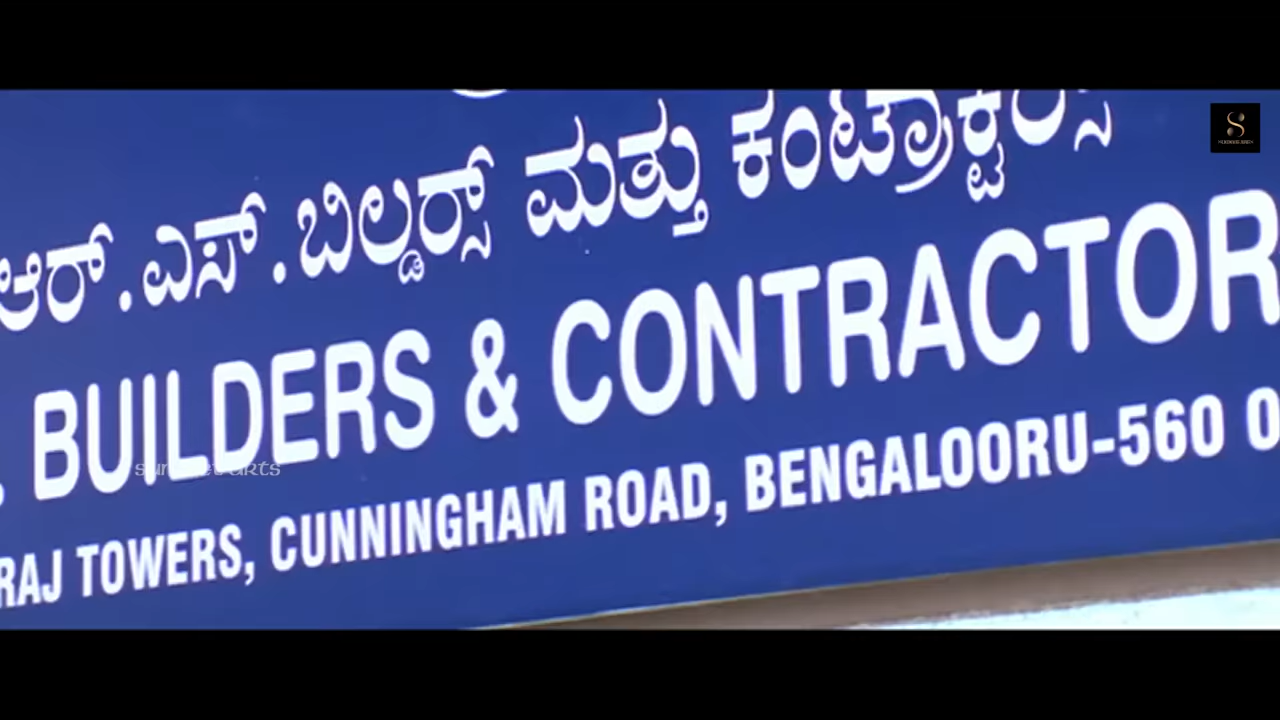 ಆರ್.ಎಸ್.ಬಿಲ್ಡರ್ಸ್ ಮತ್ತು ಕಂಟ್ರಾಕ್ಟರ್ಸ್
. BUILDERS & CONTRACTOR
RAJ TOWERS, CUNNINGHAM ROAD, BENGALOORU-560 0